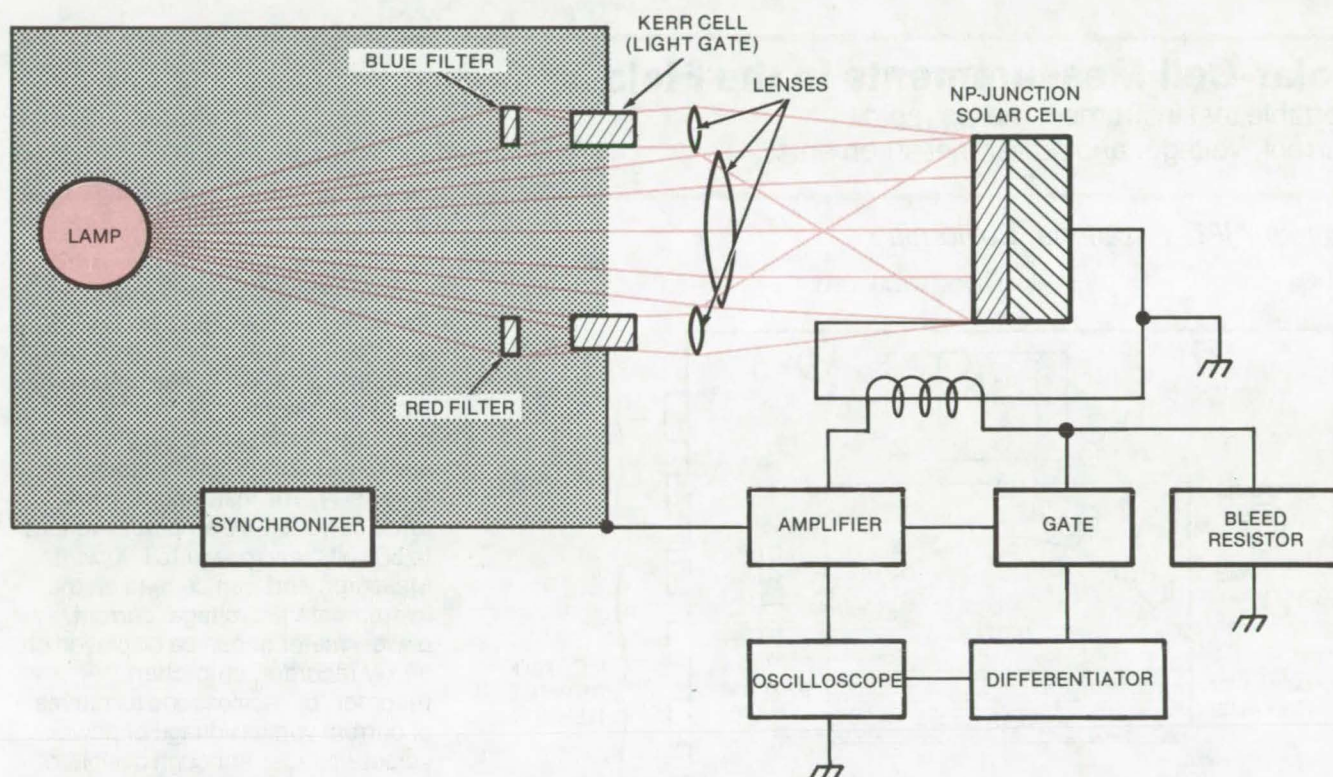 KERR CELL
(LIGHT GATE)
BLUE FILTER
LENSES
NP-JUNCTION
SOLAR CELL
LAMP
RED FILTER
SYNCHRONIZER
AMPLIFIER
GATE
BLEED
RESISTOR
OSCILLOSCOPE
DIFFERENTIATOR